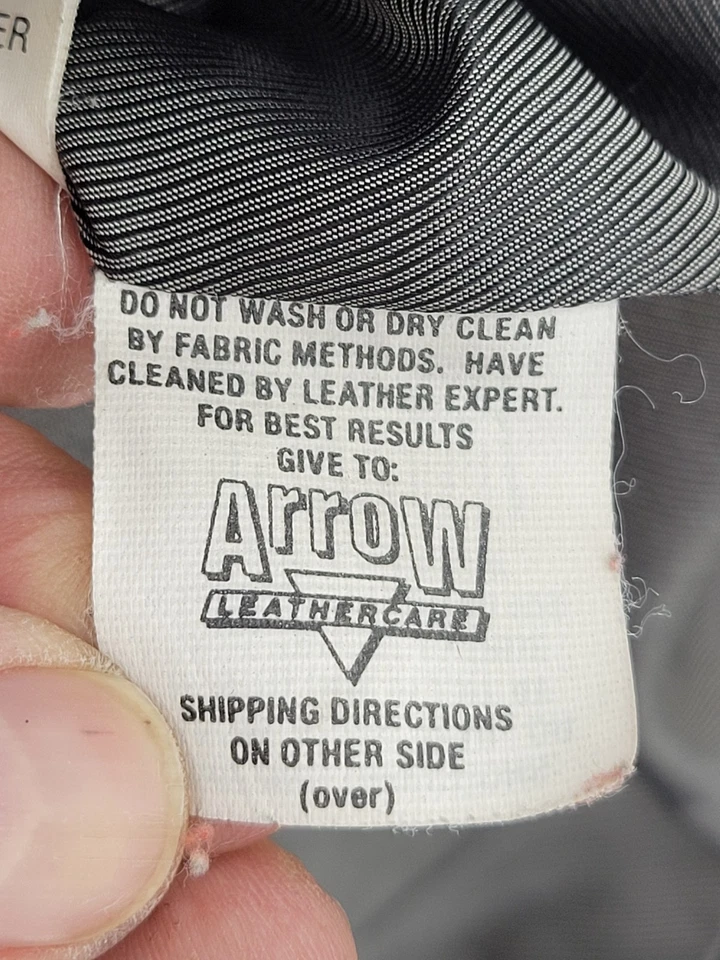 ER
DO NOT WASH OR DRY CLEAN
BY FABRIC METHODS. HAVE
CLEANED BY LEATHER EXPERT.
FOR BEST RESULTS
GIVE TO:
Arrow
LEATHERCARE
SHIPPING DIRECTIONS
ON OTHER SIDE
(over)